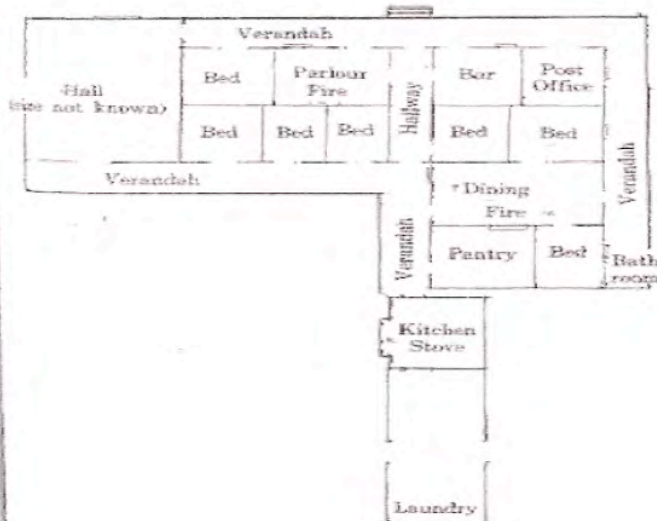 Verandah
Hall
(size not known)
Bed
Parlour
Fire
Hallway
Bar
Post
Office
Bed
Bed
Bed
Bed
Bed
Verandah
Verandah
Dining
Fire
Verandah
Pantry
Bed
Bath
room
Kitchen
Stove
Laundry